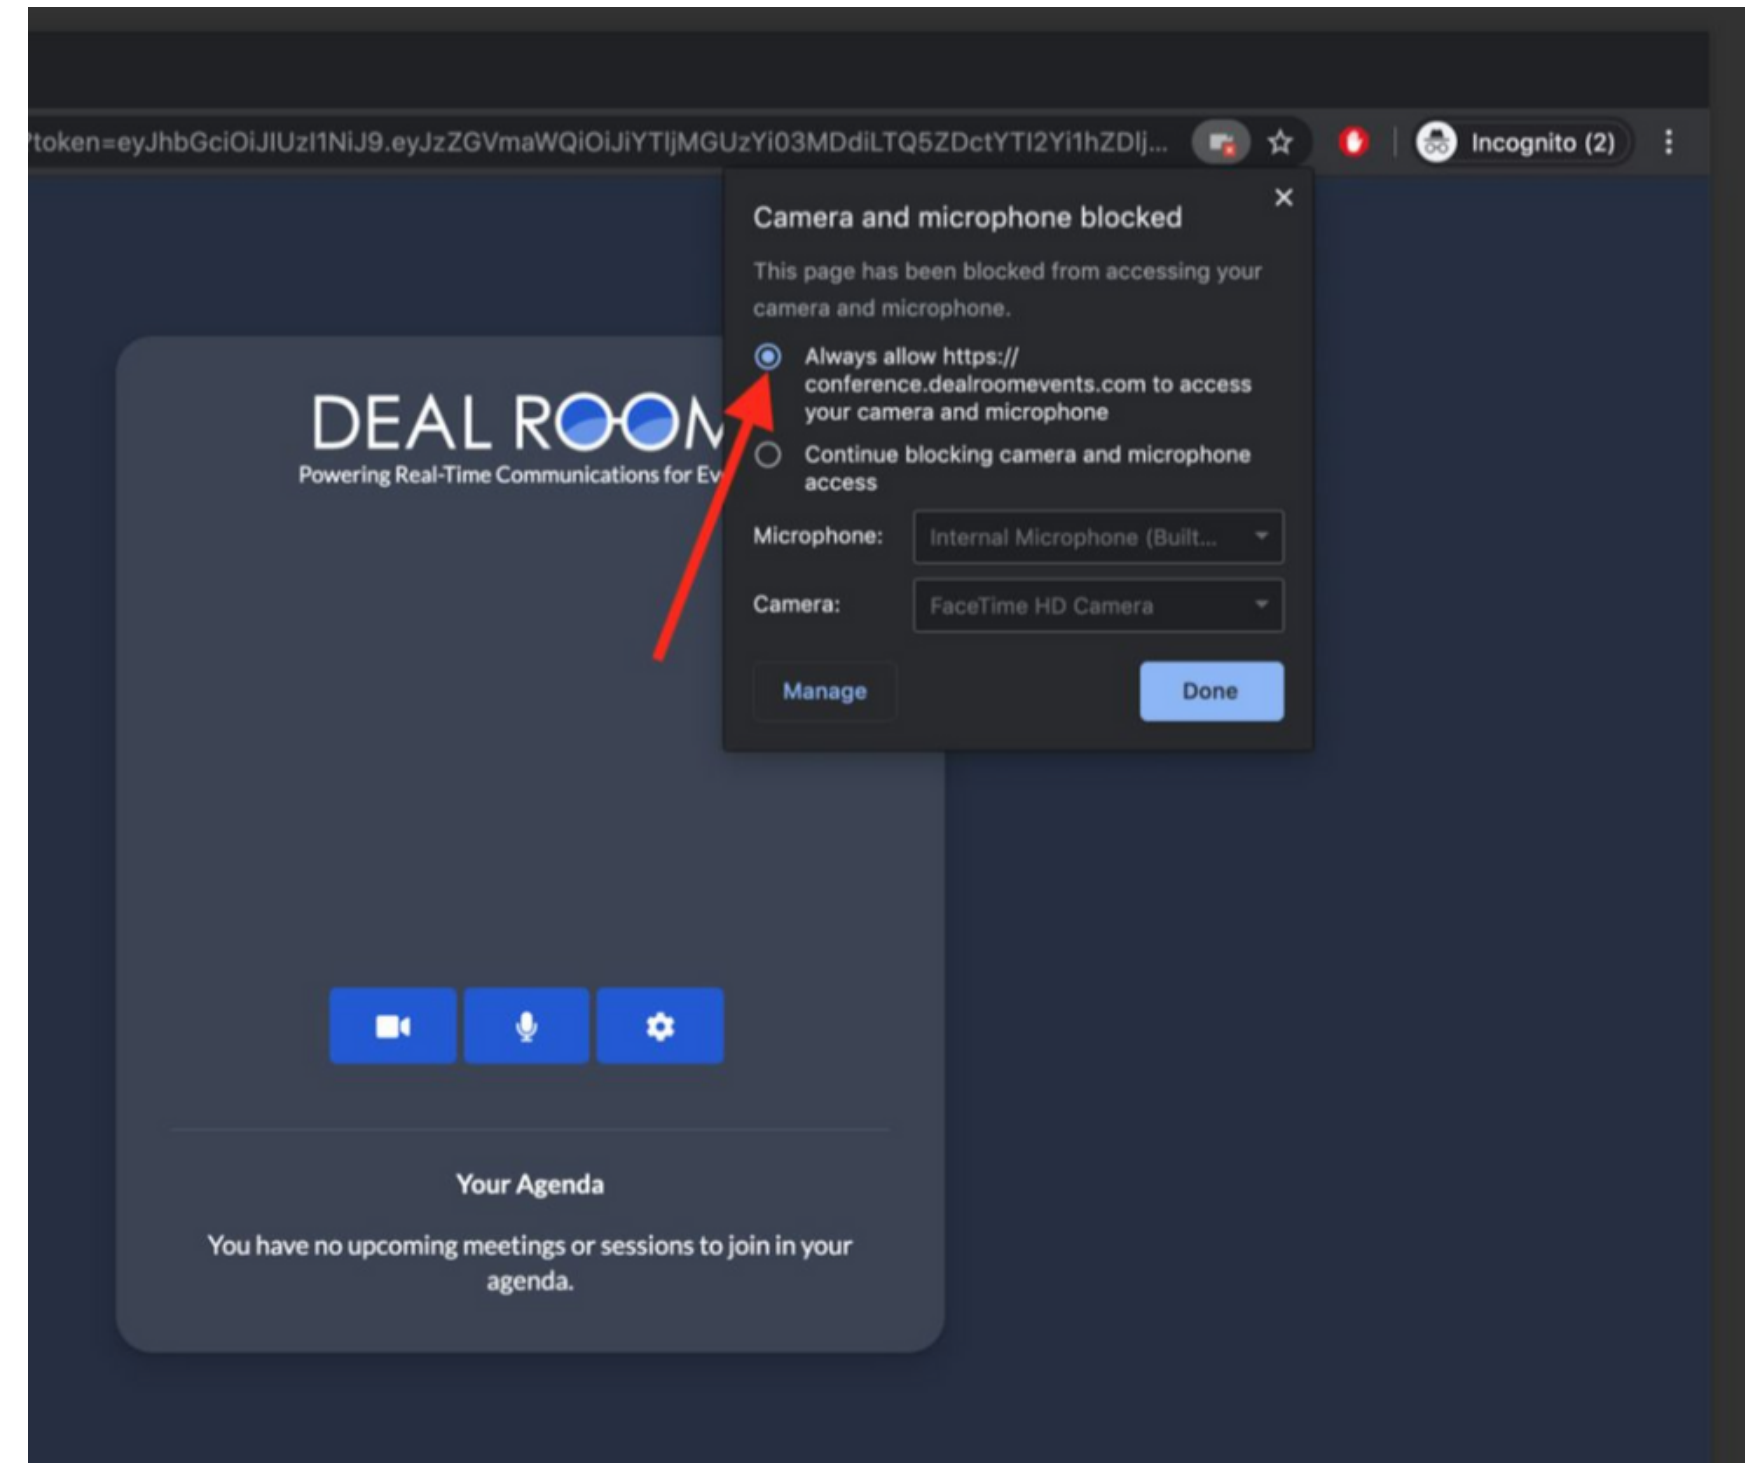 ?token=eyJhbGciOiJIUzI1NiJ9.eyJzZGVmaWQiOiJiYTljMGUzYi03MDdiLTQ5ZDctYTI2Yi1hZDlj...
Incognito (2)
Camera and microphone blocked
This page has been blocked from accessing your
camera and microphone.
Always allow https://
conference.dealroomevents.com to access
your camera and microphone
Continue blocking camera and microphone
access
Microphone:
Internal Microphone (Built...
Camera:
FaceTime HD Camera
Manage
Done
DEAL ROOM
Powering Real-Time Communications for Ev
Your Agenda
You have no upcoming meetings or sessions to join in your
agenda.